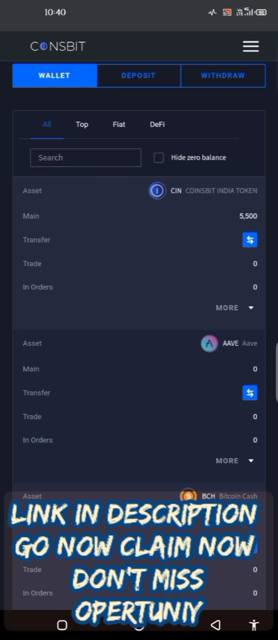 10:40
COINSBIT
WALLET DEPOSIT WITHDRAW
All Top Fiat DeFi
Search Hide zero balance
Asset CIN COINSBIT INDIA TOKEN
Main 5,500
Transfer
Trade 0
In Orders 0
MORE
Asset AAVE Aave
Main 0
Transfer
Trade 0
In Orders 0
MORE
Asset BCH Bitcoin Cash
LINK IN DESCRIPTION
GO NOW CLAIM NOW
DON'T MISS
Trade 0
OPERTUNIY
In Orders 0